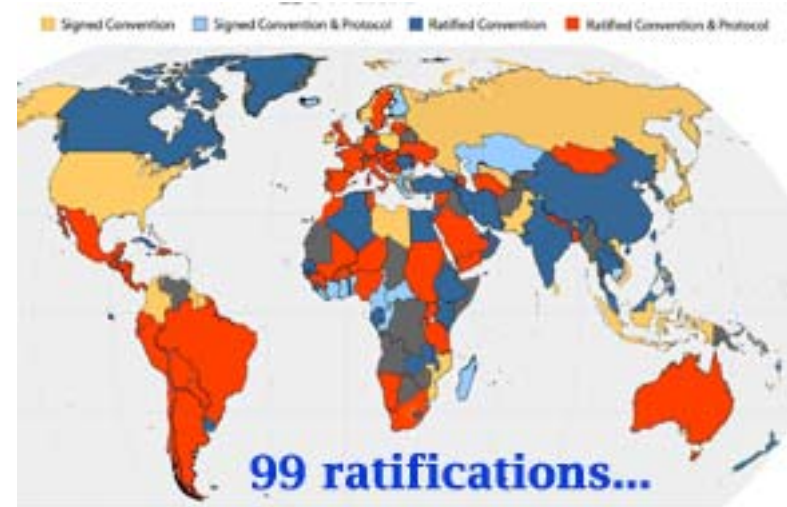 Signed Convention
Signed Convention & Protocol
Ratified Convention
Ratified Convention & Protocol
99 ratifications...